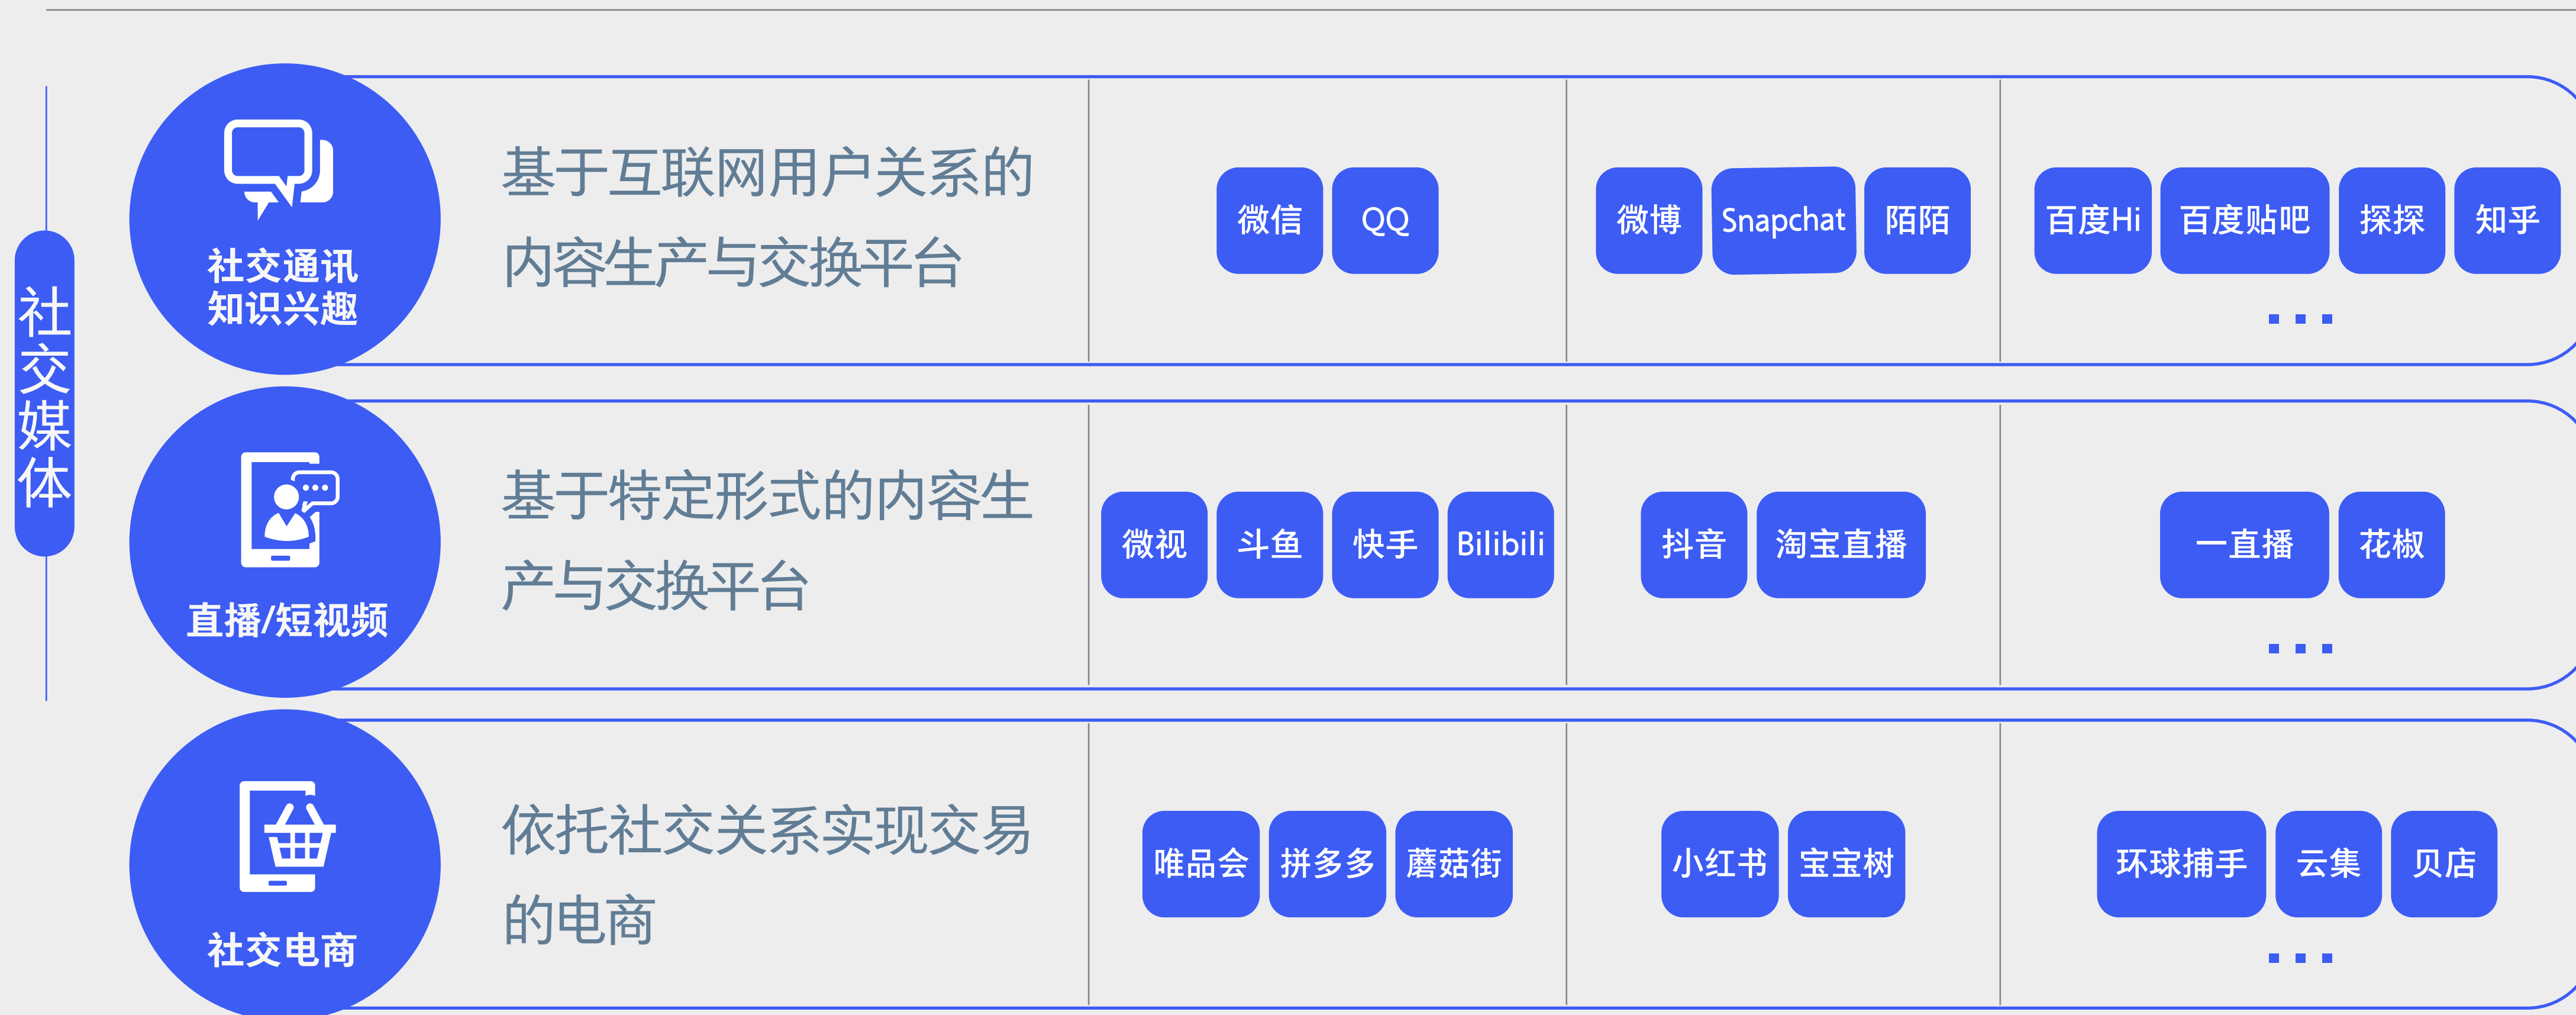 社交媒体
社交通讯
知识兴趣
基于互联网用户关系的
内容生产与交换平台
微信 QQ 微博 Snapchat 陌陌 百度Hi 百度贴吧 探探 知乎
...
直播/短视频
基于特定形式的内容生
产与交换平台
微视 斗鱼 快手 Bilibili 抖音 淘宝直播 一直播 花椒
...
社交电商
依托社交关系实现交易
的电商
唯品会 拼多多 蘑菇街 小红书 宝宝树 环球捕手 云集 贝店
...